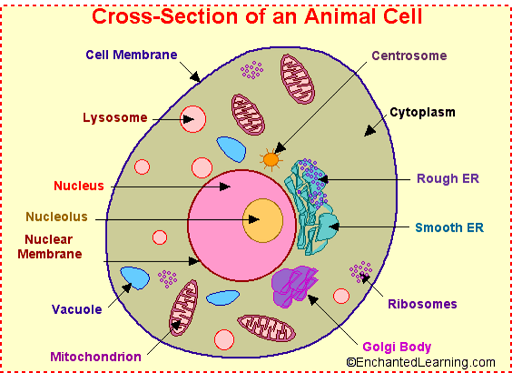 Cross-Section of an Animal Cell
Cell Membrane
Centrosome
Lysosome
Cytoplasm
Nucleus
Rough ER
Nucleolus
Smooth ER
Nuclear
Membrane
Vacuole
Ribosomes
Mitochondrion
Golgi Body
©EnchantedLearning.com